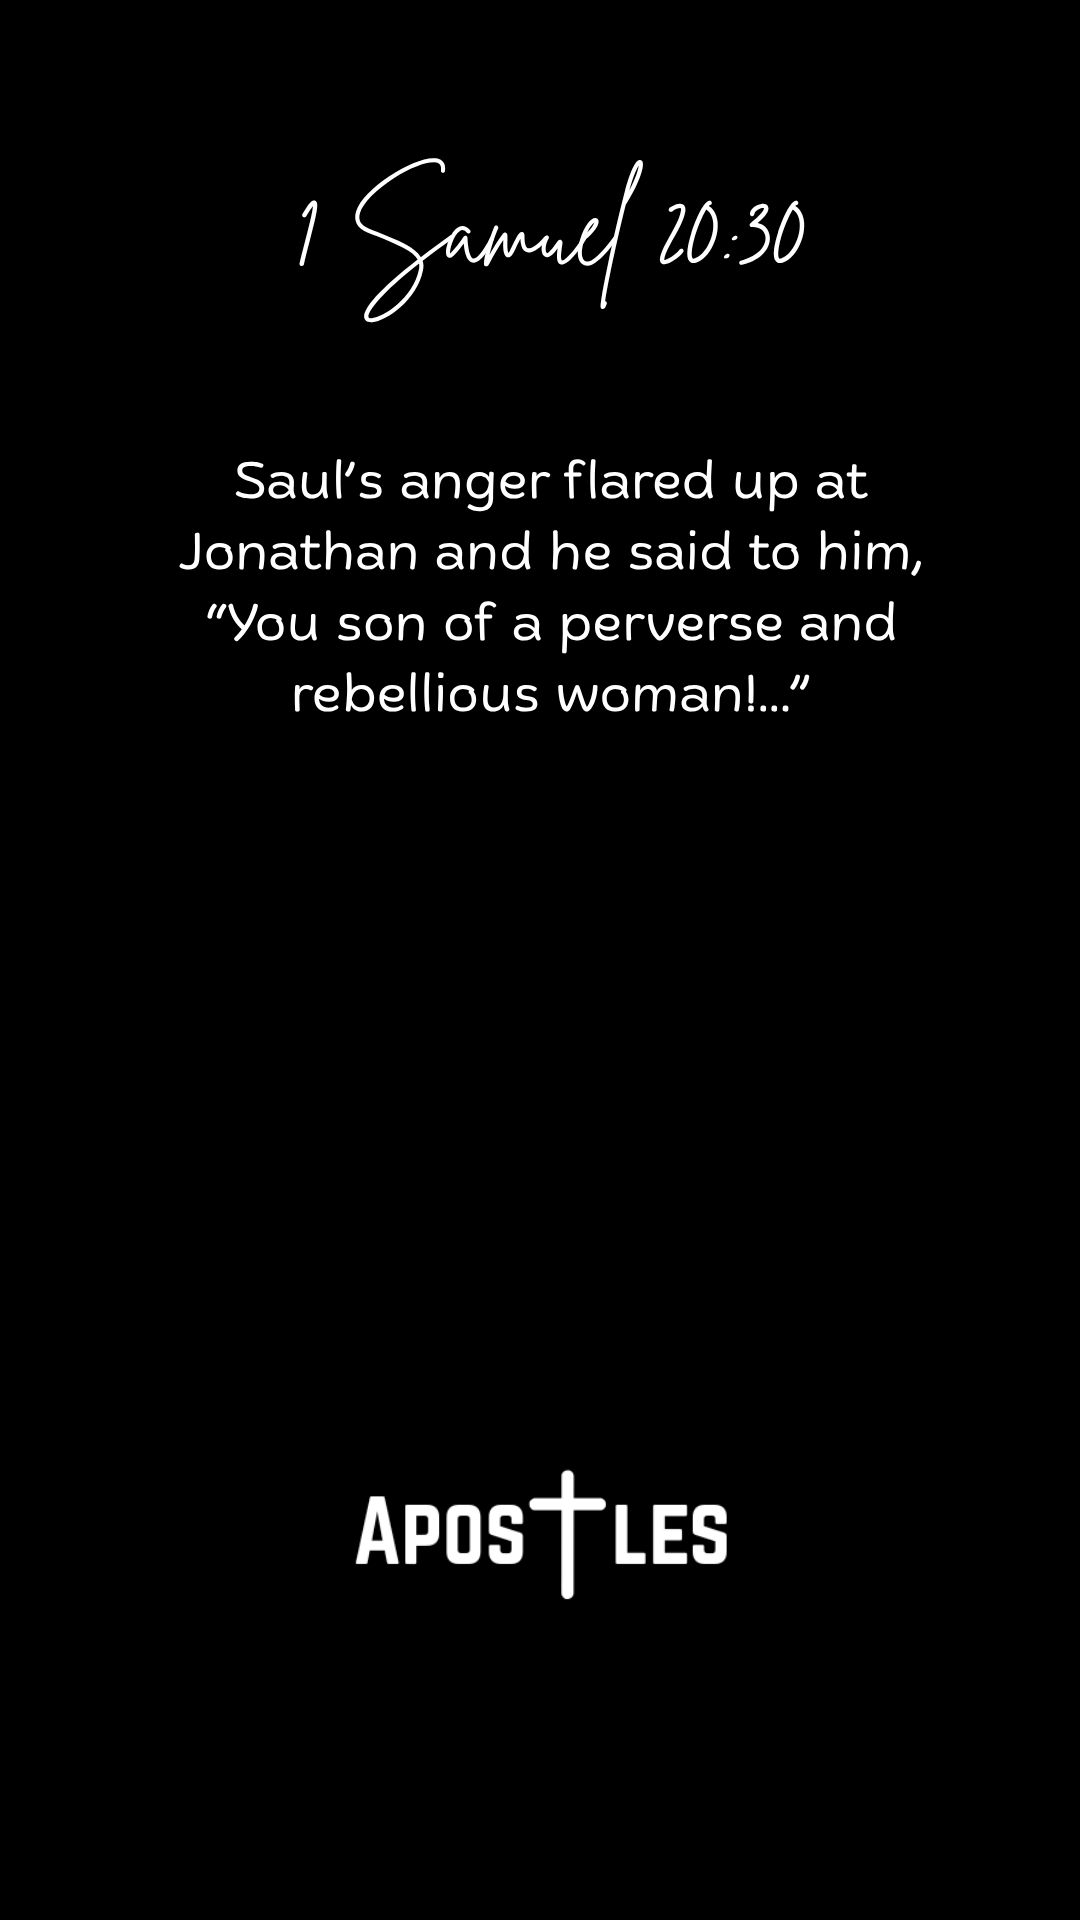 1 Samuel 20:30
Saul’s anger flared up at
Jonathan and he said to him,
“You son of a perverse and
rebellious woman!...”
APOSTLES